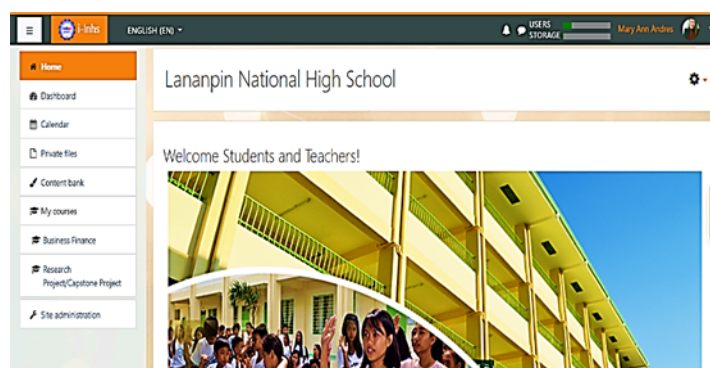 i-lnhs
ENGLISH (EN)
USERS
STORAGE
Mary Ann Andres
Home
Dashboard
Calendar
Private files
Content bank
My courses
Business Finance
Research
Project/Capstone Project
Site administration
Lananpin National High School
Welcome Students and Teachers!